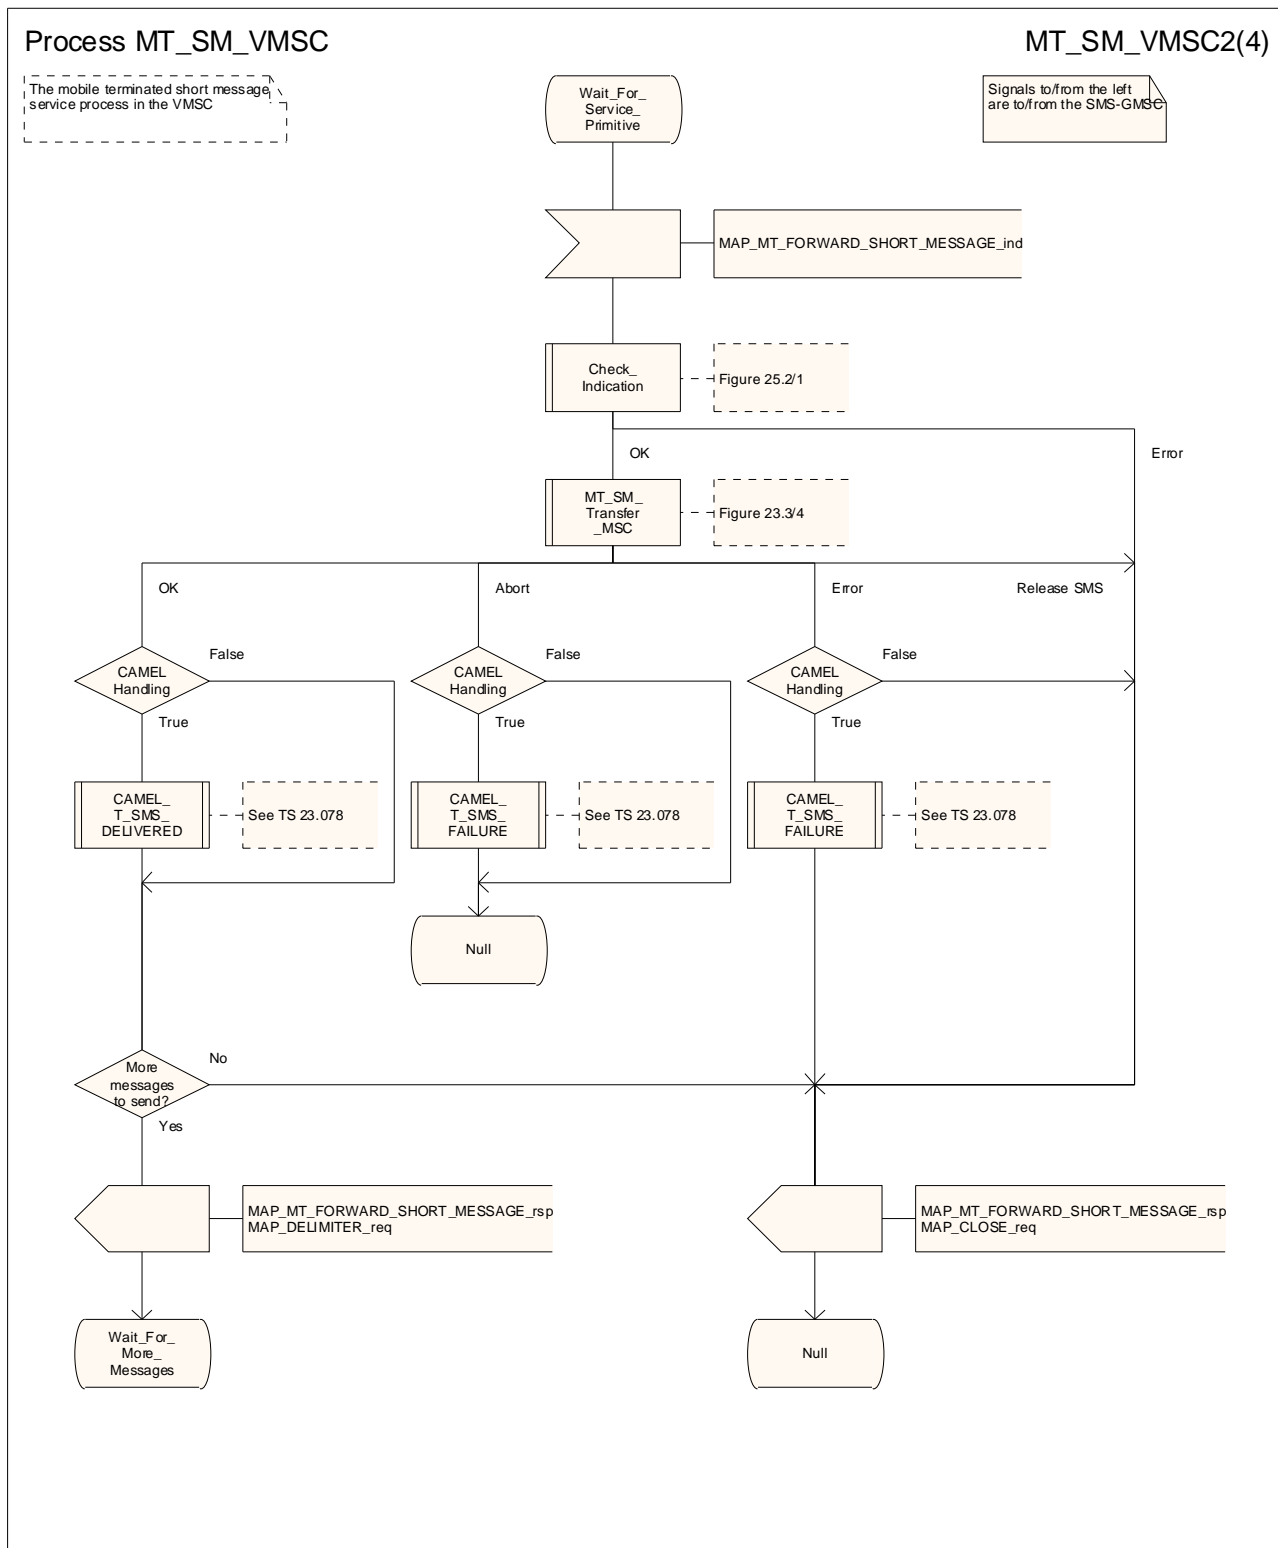 Process MT_SM_VMSC
MT_SM_VMSC2(4)
The mobile terminated short message
service process in the VMSC
Wait_For_
Service_
Primitive
Signals to/from the left
are to/from the SMS-GMSC
MAP_MT_FORWARD_SHORT_MESSAGE_ind
Check_
Indication
Figure 25.2/1
OK
Error
MT_SM_
Transfer
_MSC
Figure 23.3/4
OK
Abort
Error
Release SMS
CAMEL
Handling
False
True
CAMEL
Handling
False
True
CAMEL
Handling
False
True
CAMEL_
T_SMS_
DELIVERED
See TS 23.078
CAMEL_
T_SMS_
FAILURE
See TS 23.078
CAMEL_
T_SMS_
FAILURE
See TS 23.078
Null
More
messages
to send?
No
Yes
MAP_MT_FORWARD_SHORT_MESSAGE_rsp
MAP_DELIMITER_req
MAP_MT_FORWARD_SHORT_MESSAGE_rsp
MAP_CLOSE_req
Wait_For_
More_
Messages
Null